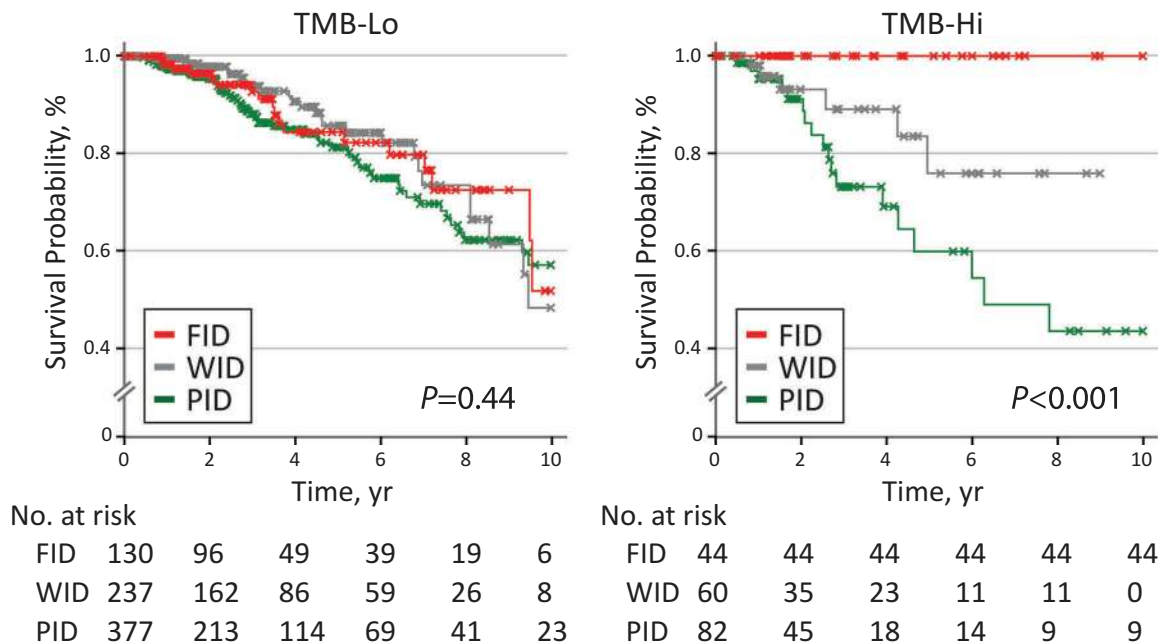 TMB-Lo
Survival Probability, %
1.0
0.8
0.6
0.4
0
FID
WID
PID
P=0.44
0 2 4 6 8 10
Time, yr
No. at risk
FID 130 96 49 39 19 6
WID 237 162 86 59 26 8
PID 377 213 114 69 41 23
TMB-Hi
Survival Probability, %
1.0
0.8
0.6
0.4
0
FID
WID
PID
P<0.001
0 2 4 6 8 10
Time, yr
No. at risk
FID 44 44 44 44 44 44
WID 60 35 23 11 11 0
PID 82 45 18 14 9 9